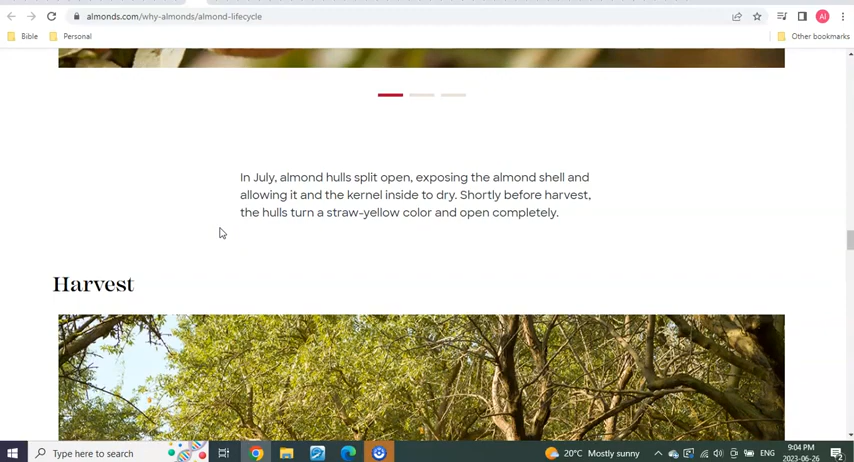 almonds.com/why-almonds/almond-lifecycle
AI
Bible
Personal
Other bookmarks
In July, almond hulls split open, exposing the almond shell and
allowing it and the kernel inside to dry. Shortly before harvest,
the hulls turn a straw-yellow color and open completely.
Harvest
Type here to search
20°C Mostly sunny
ENG
9:04 PM
2023-06-26
2